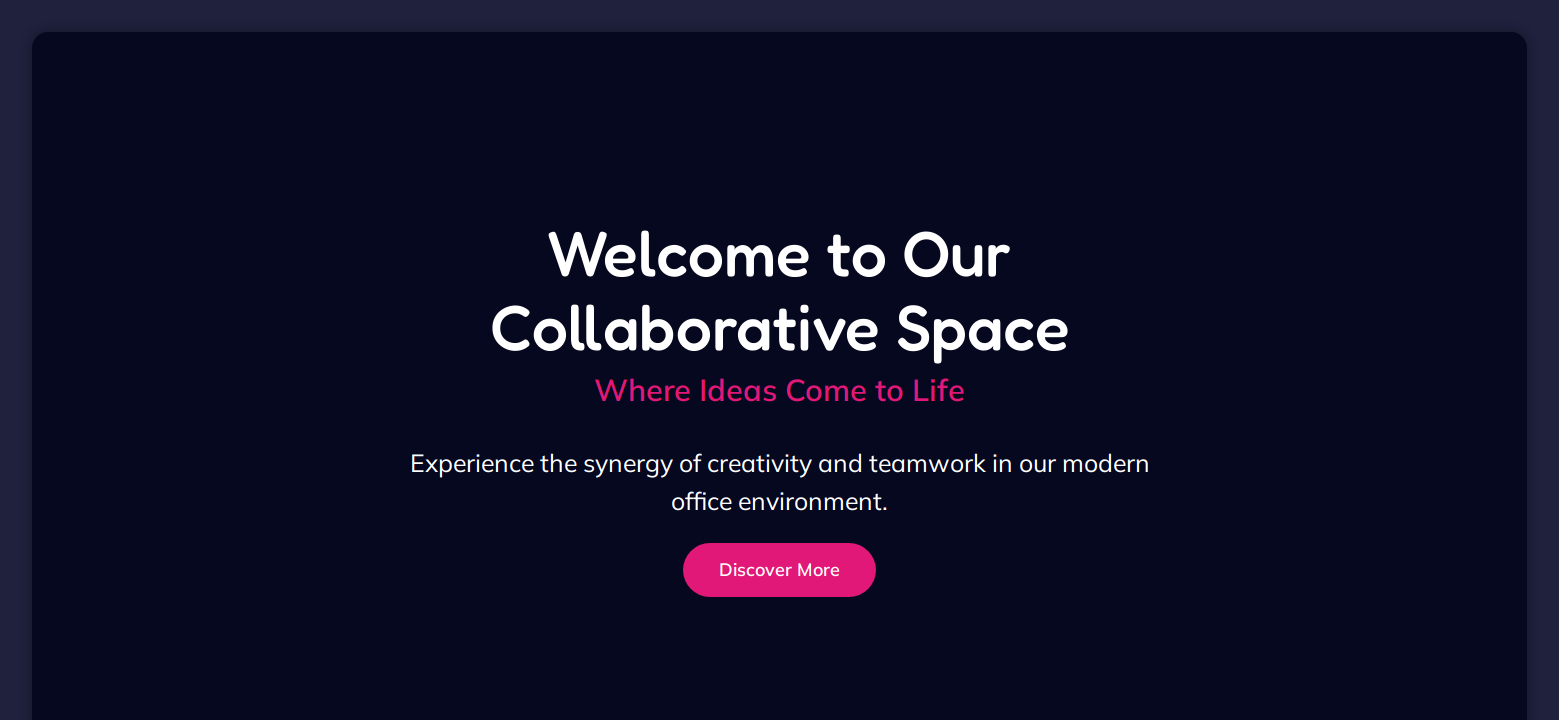 Welcome to Our
Collaborative Space
Where Ideas Come to Life
Experience the synergy of creativity and teamwork in our modern
office environment.
Discover More